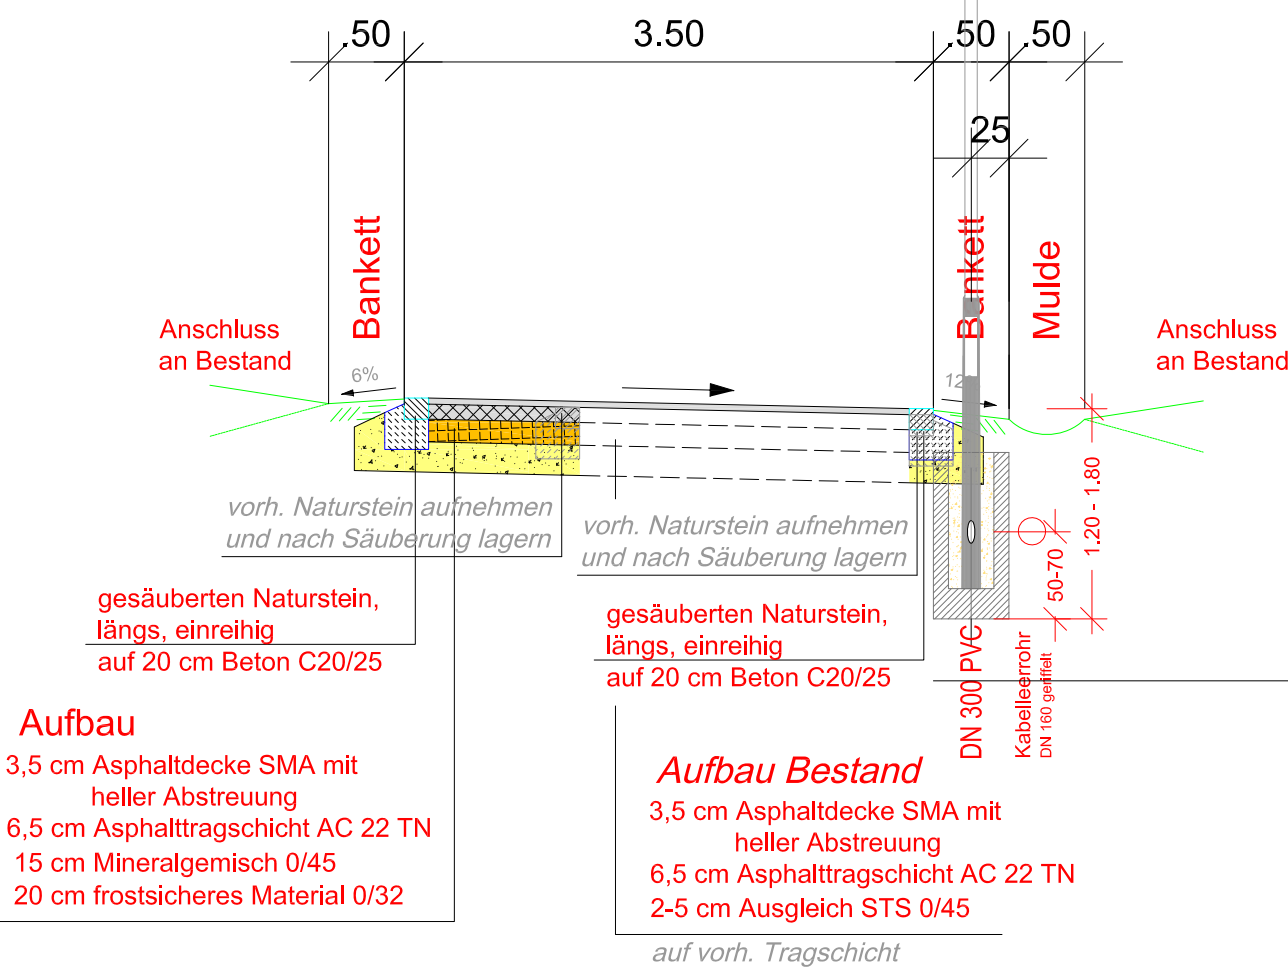 .50
3.50
.50
.50
25
Bankett
Bankett
Mulde
Anschluss
an Bestand
Anschluss
an Bestand
6%
vorh. Naturstein aufnehmen
und nach Säuberung lagern
vorh. Naturstein aufnehmen
und nach Säuberung lagern
1.20 - 1.80
50-70
gesäuberten Naturstein,
längs, einreihig
auf 20 cm Beton C20/25
gesäuberten Naturstein,
längs, einreihig
auf 20 cm Beton C20/25
DN 300 PVC
Kabelleerrohr
DN 160 geriffelt
Aufbau
3,5 cm Asphaltdecke SMA mit
heller Abstreuung
6,5 cm Asphalttragschicht AC 22 TN
15 cm Mineralgemisch 0/45
20 cm frostsicheres Material 0/32
Aufbau Bestand
3,5 cm Asphaltdecke SMA mit
heller Abstreuung
6,5 cm Asphalttragschicht AC 22 TN
2-5 cm Ausgleich STS 0/45
auf vorh. Tragschicht